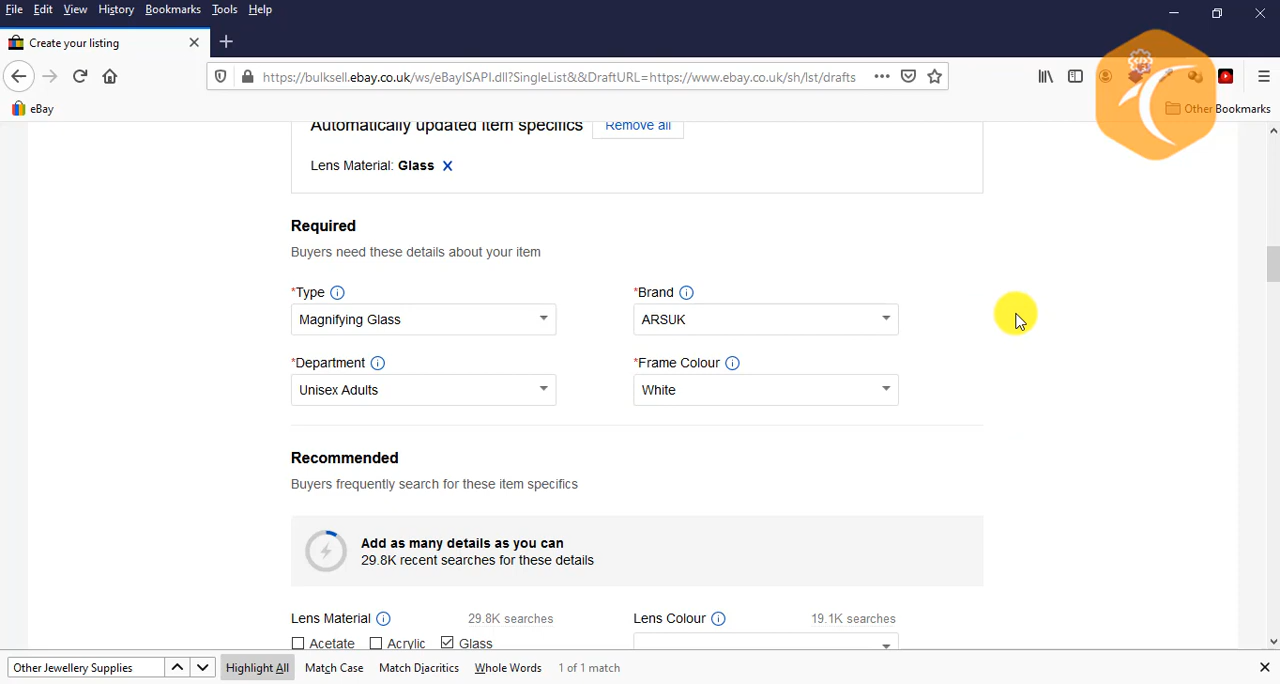 File Edit View History Bookmarks Tools Help
Create your listing
https://bulksell.ebay.co.uk/ws/eBayISAPI.dll?SingleList&&DraftURL=https://www.ebay.co.uk/sh/lst/drafts
eBay
Other Bookmarks
Automatically updated item specifics Remove all
Lens Material: Glass X
Required
Buyers need these details about your item
*Type *Brand
Magnifying Glass ARSUK
*Department *Frame Colour
Unisex Adults White
Recommended
Buyers frequently search for these item specifics
Add as many details as you can
29.8K recent searches for these details
Lens Material 29.8K searches Lens Colour 19.1K searches
Acetate Acrylic Glass
Other Jewellery Supplies Highlight All Match Case Match Diacritics Whole Words 1 of 1 match